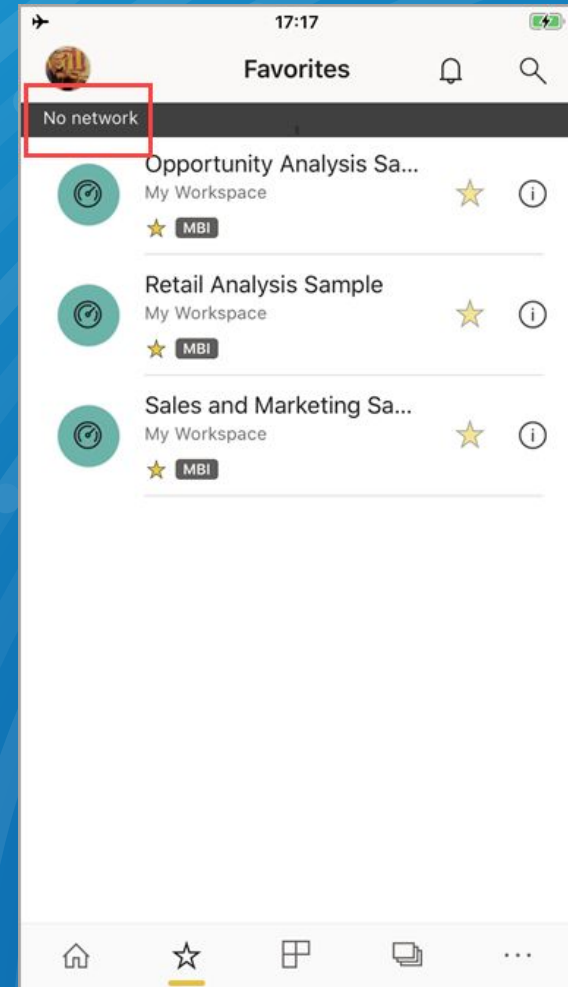 17:17
Favorites
No network
Opportunity Analysis Sa...
My Workspace
MBI
Retail Analysis Sample
My Workspace
MBI
Sales and Marketing Sa...
My Workspace
MBI